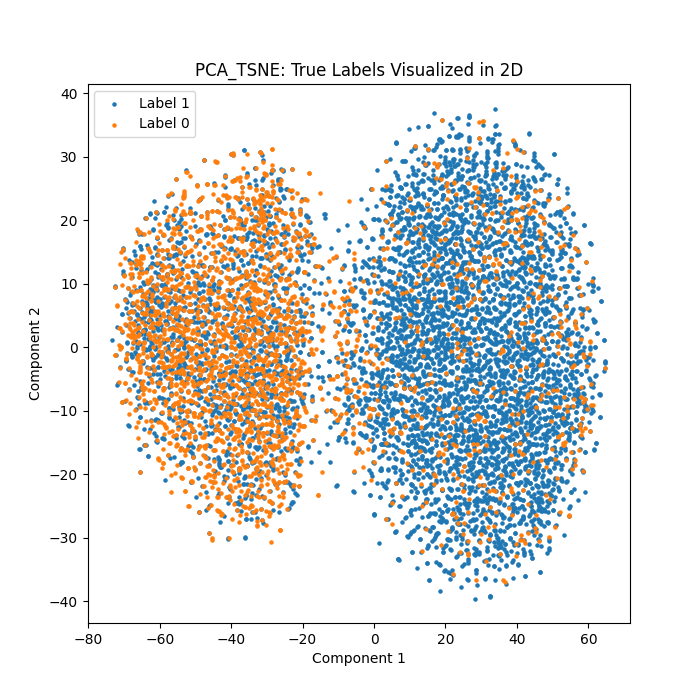 PCA_TSNE: True Labels Visualized in 2D
Label 1
Label 0
40
30
20
10
0
−10
−20
−30
−40
Component 2
−80 −60 −40 −20 0 20 40 60
Component 1